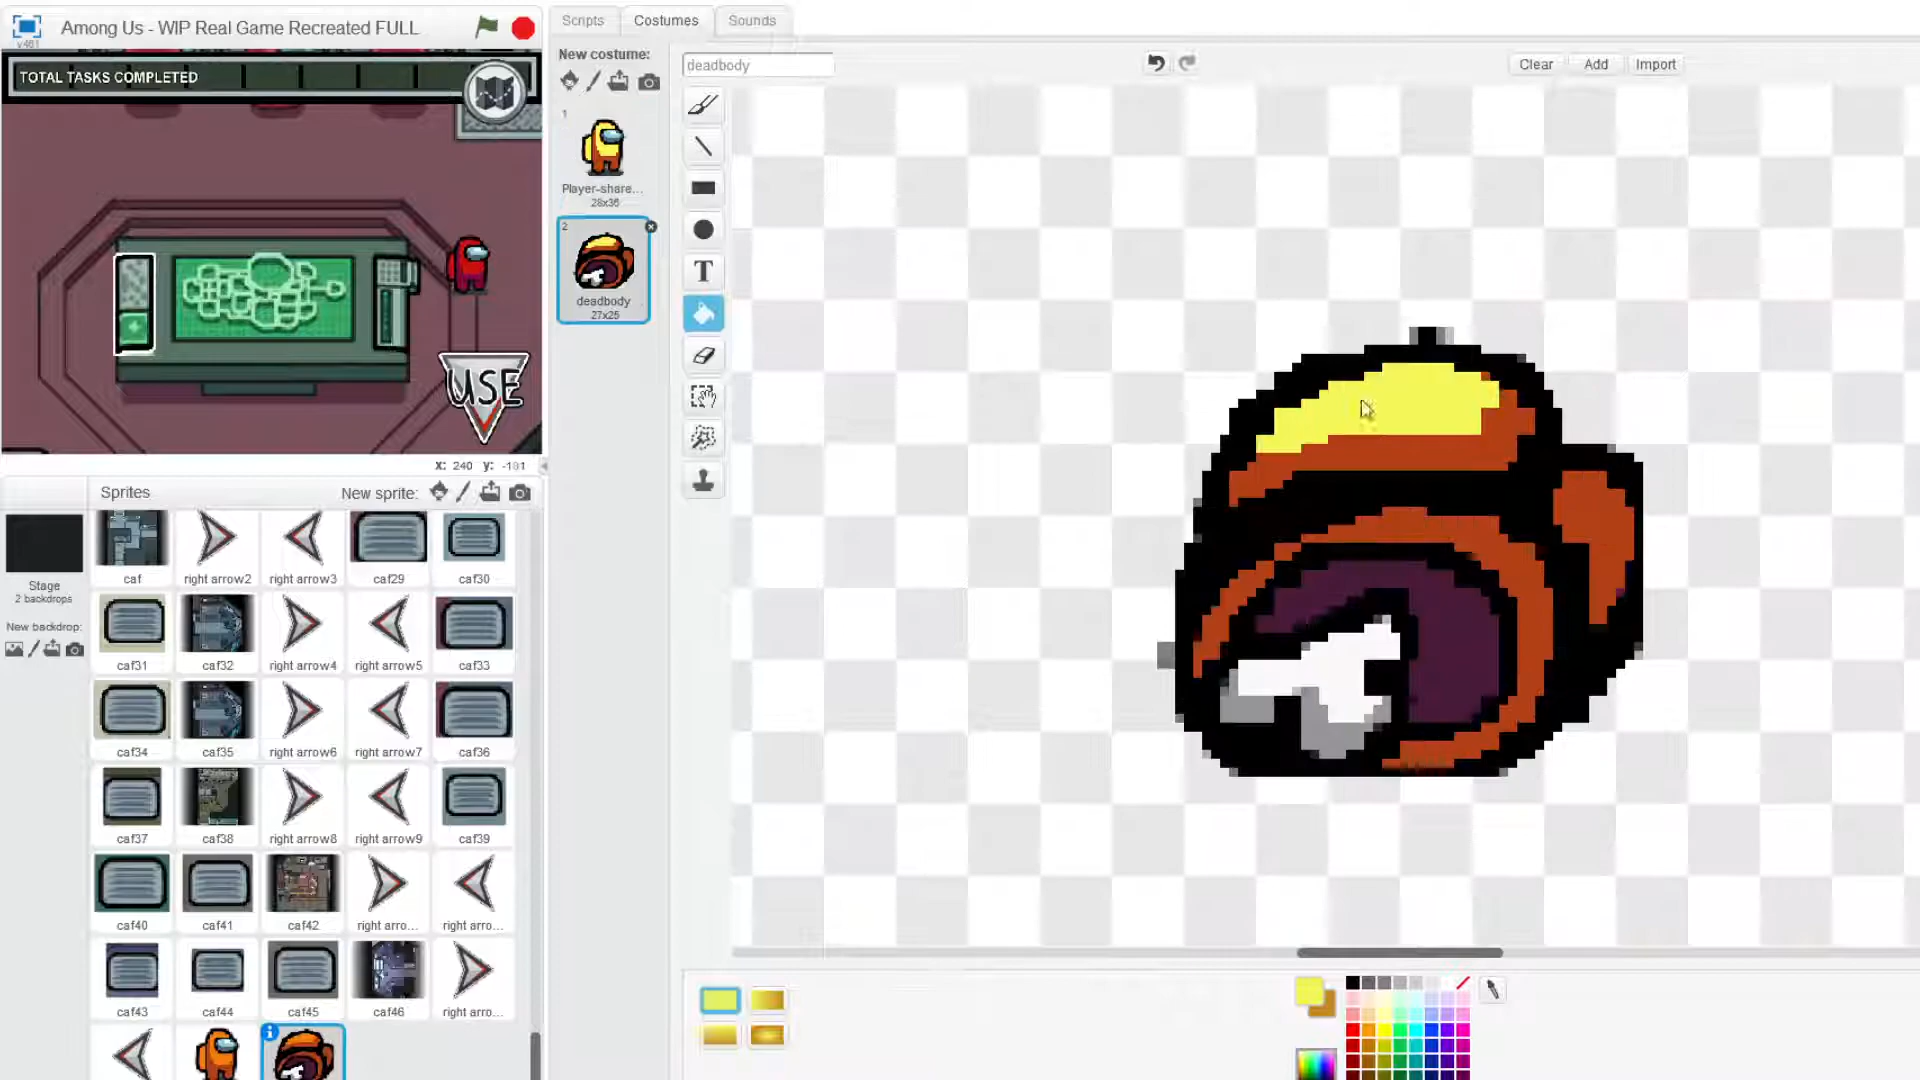 Among Us - WIP Real Game Recreated FULL
v461
TOTAL TASKS COMPLETED
USE
X: 240 y: -181
Scripts
Costumes
Sounds
New costume:
1
Player-share...
28x36
2
deadbody
27x25
deadbody
Clear
Add
Import
T
Sprites
New sprite:
Stage
2 backdrops
New backdrop:
caf
right arrow2
right arrow3
caf29
caf30
caf31
caf32
right arrow4
right arrow5
caf33
caf34
caf35
right arrow6
right arrow7
caf36
caf37
caf38
right arrow8
right arrow9
caf39
caf40
caf41
caf42
right arro...
right arro...
caf43
caf44
caf45
caf46
right arro...